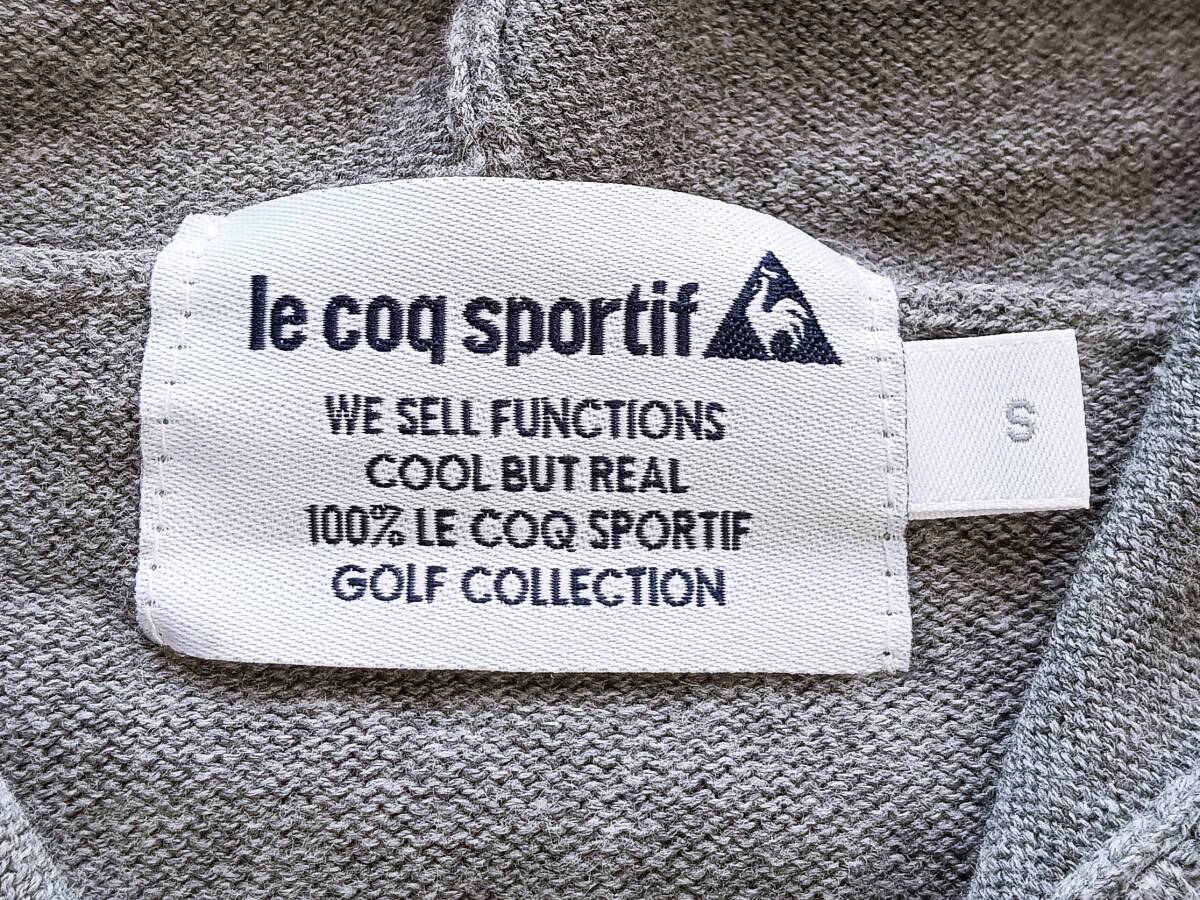 le coq sportif
WE SELL FUNCTIONS
COOL BUT REAL
100% LE COQ SPORTIF
GOLF COLLECTION
S